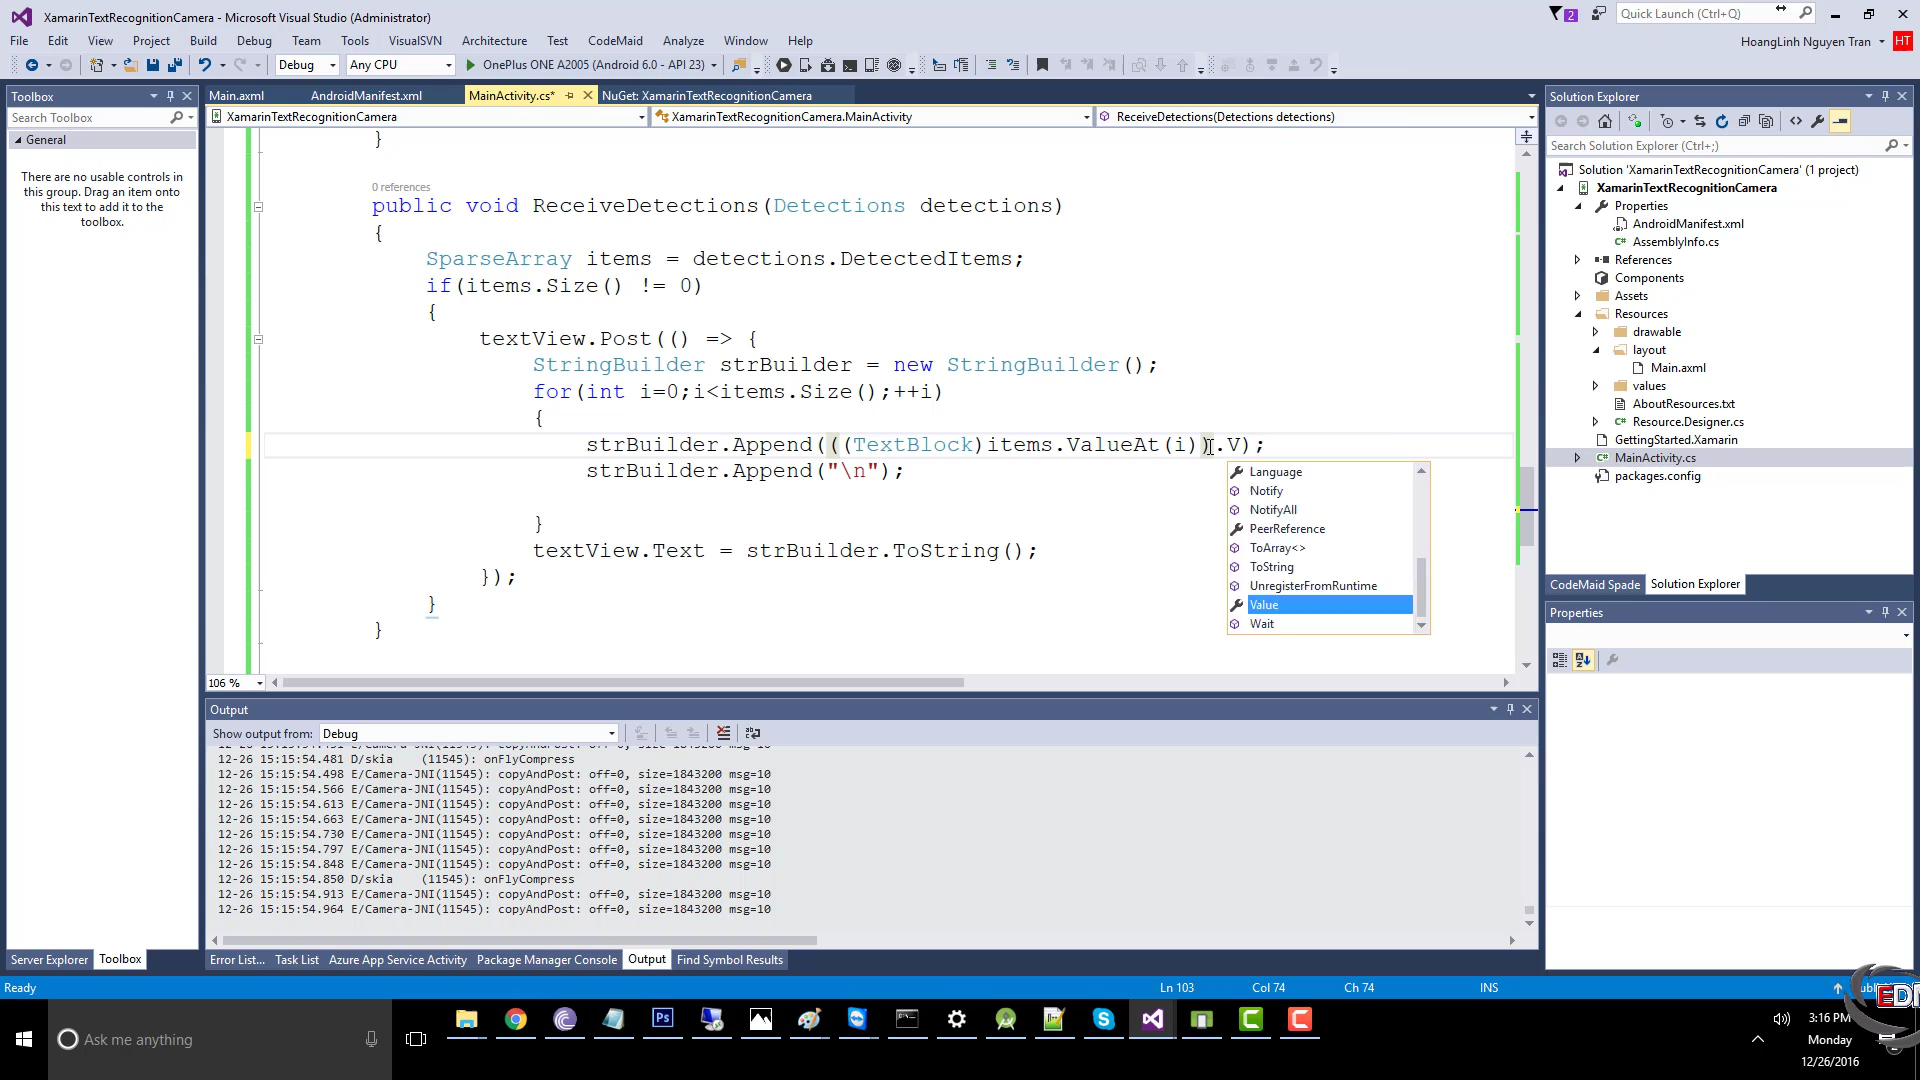 XamarinTextRecognitionCamera - Microsoft Visual Studio (Administrator)
2
Quick Launch (Ctrl+Q)
File Edit View Project Build Debug Team Tools VisualSVN Architecture Test CodeMaid Analyze Window Help
HoangLinh Nguyen Tran
HT
Debug
Any CPU
OnePlus ONE A2005 (Android 6.0 - API 23)
Toolbox
Search Toolbox
General
There are no usable controls in
this group. Drag an item onto
this text to add it to the
toolbox.
Main.axml AndroidManifest.xml MainActivity.cs* NuGet: XamarinTextRecognitionCamera
XamarinTextRecognitionCamera
XamarinTextRecognitionCamera.MainActivity
ReceiveDetections(Detections detections)
}
0 references
public void ReceiveDetections(Detections detections)
{
SparseArray items = detections.DetectedItems;
if(items.Size() != 0)
{
textView.Post(() => {
StringBuilder strBuilder = new StringBuilder();
for(int i=0;i<items.Size();++i)
{
strBuilder.Append(((TextBlock)items.ValueAt(i)).V);
strBuilder.Append("\n");
}
textView.Text = strBuilder.ToString();
});
}
}
Language
Notify
NotifyAll
PeerReference
ToArray<>
ToString
UnregisterFromRuntime
Value
Wait
106 %
Output
Show output from: Debug
12-26 15:15:54.481 D/skia (11545): onFlyCompress
12-26 15:15:54.498 E/Camera-JNI(11545): copyAndPost: off=0, size=1843200 msg=10
12-26 15:15:54.566 E/Camera-JNI(11545): copyAndPost: off=0, size=1843200 msg=10
12-26 15:15:54.613 E/Camera-JNI(11545): copyAndPost: off=0, size=1843200 msg=10
12-26 15:15:54.663 E/Camera-JNI(11545): copyAndPost: off=0, size=1843200 msg=10
12-26 15:15:54.730 E/Camera-JNI(11545): copyAndPost: off=0, size=1843200 msg=10
12-26 15:15:54.797 E/Camera-JNI(11545): copyAndPost: off=0, size=1843200 msg=10
12-26 15:15:54.848 E/Camera-JNI(11545): copyAndPost: off=0, size=1843200 msg=10
12-26 15:15:54.850 D/skia (11545): onFlyCompress
12-26 15:15:54.913 E/Camera-JNI(11545): copyAndPost: off=0, size=1843200 msg=10
12-26 15:15:54.964 E/Camera-JNI(11545): copyAndPost: off=0, size=1843200 msg=10
Server Explorer Toolbox
Error List... Task List Azure App Service Activity Package Manager Console Output Find Symbol Results
Solution Explorer
Search Solution Explorer (Ctrl+;)
Solution 'XamarinTextRecognitionCamera' (1 project)
XamarinTextRecognitionCamera
Properties
AndroidManifest.xml
AssemblyInfo.cs
References
Components
Assets
Resources
drawable
layout
Main.axml
values
AboutResources.txt
Resource.Designer.cs
GettingStarted.Xamarin
MainActivity.cs
packages.config
CodeMaid Spade Solution Explorer
Properties
Ready
Ln 103
Col 74
Ch 74
INS
Ask me anything
3:16 PM
Monday
12/26/2016